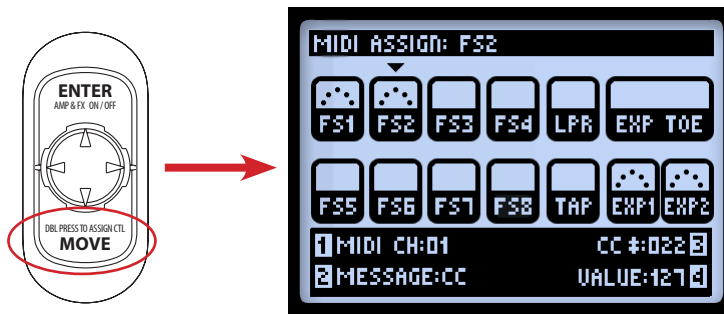 ENTER
AMP & FX ON / OFF
DBL PRESS TO ASSIGN CTL
MOVE
MIDI ASSIGN: FS2
FS1 FS2 FS3 FS4 LPR EXP TOE
FS5 FS6 FS7 FS8 TAP EXP1 EXP2
1 MIDI CH:01 CC #:022 3
2 MESSAGE:CC VALUE:127 4